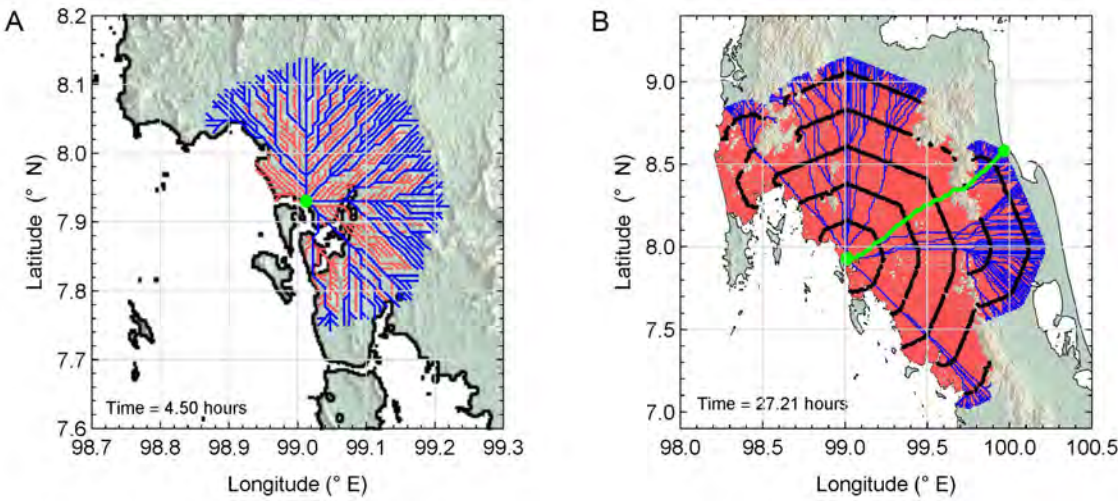 A
B
8.2
8.1
8.0
7.9
7.8
7.7
7.6
Latitude (° N)
Time = 4.50 hours
98.7 98.8 98.9 99.0 99.1 99.2 99.3
Longitude (° E)
9.0
8.5
8.0
7.5
7.0
Latitude (° N)
Time = 27.21 hours
98.0 98.5 99.0 99.5 100.0 100.5
Longitude (° E)